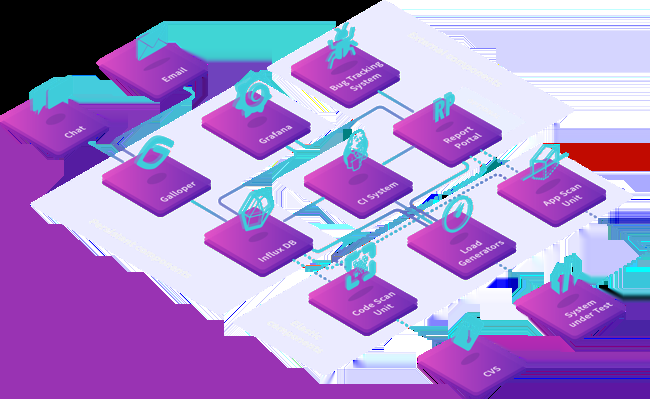 Email
Bug Tracking
System
Chat
Grafana
RP
Report
Portal
Galloper
CI System
App Scan
Unit
Influx DB
Load
Generators
Code Scan
Unit
System
under Test
CVS